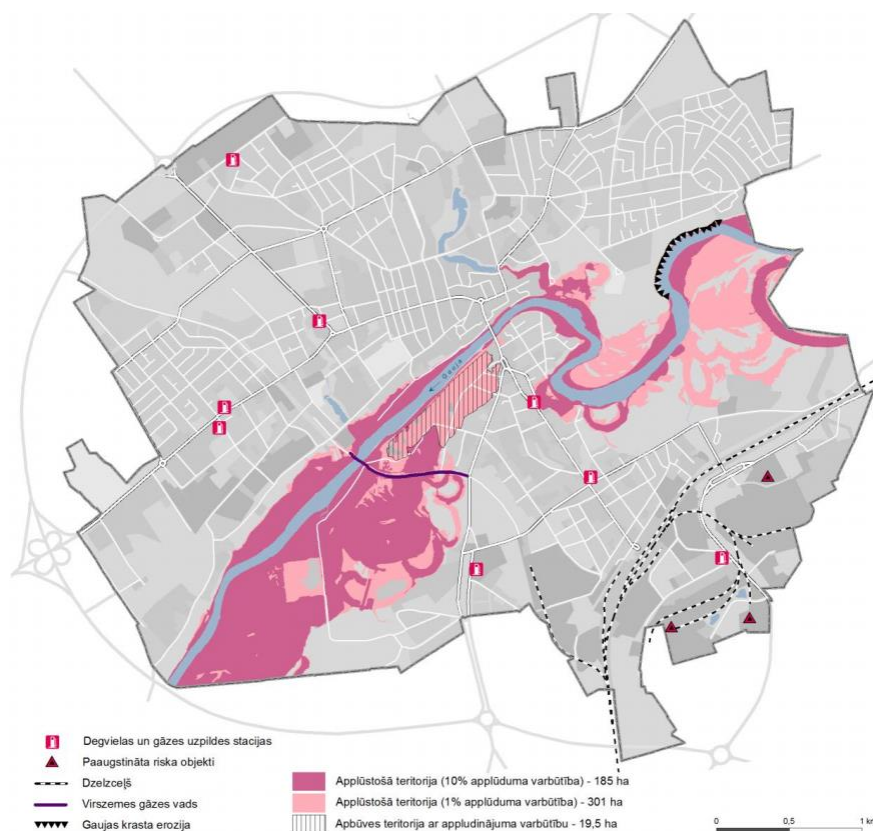 Gauja
Degvielas un gāzes uzpildes stacijas
Paaugstināta riska objekti
Dzelzceļš
Virszemes gāzes vads
Gaujas krasta erozija
Applūstošā teritorija (10% applūduma varbūtība) - 185 ha
Applūstošā teritorija (1% applūduma varbūtība) - 301 ha
Apbūves teritorija ar appludinājuma varbūtību - 19,5 ha
0 0,5 1 km